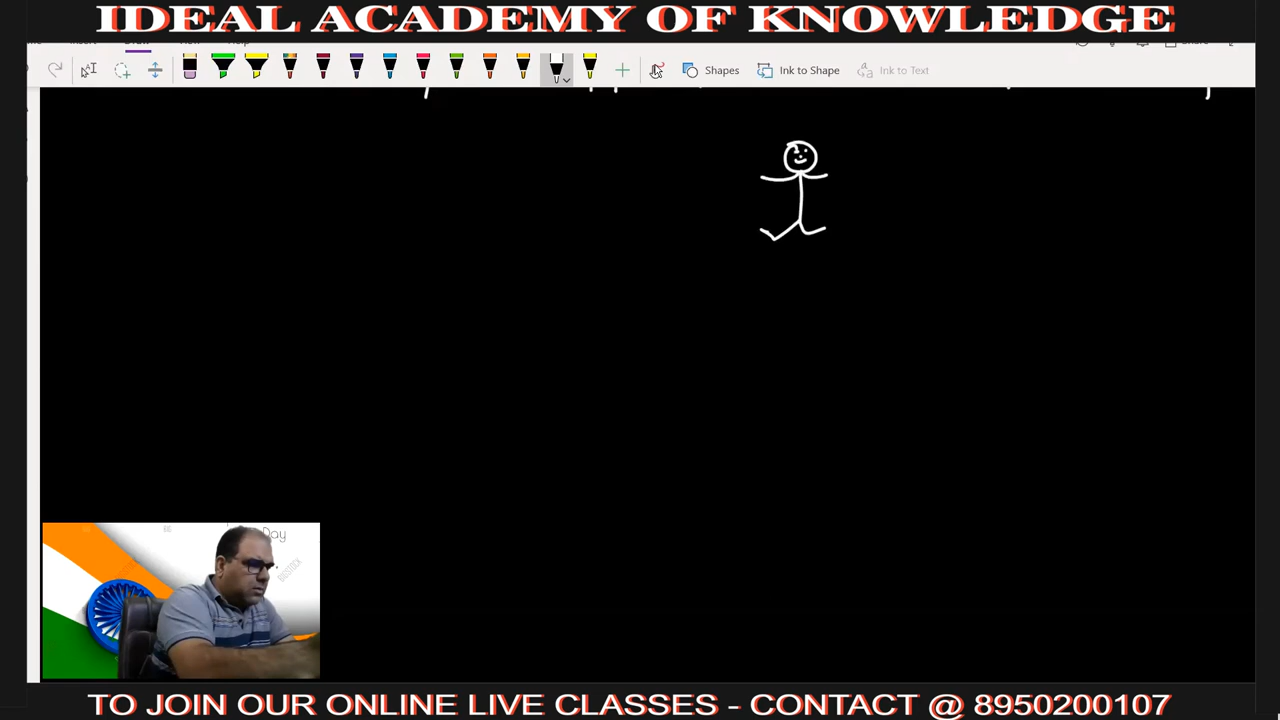 IDEAL ACADEMY OF KNOWLEDGE
Shapes
Ink to Shape
Ink to Text
Day
TO JOIN OUR ONLINE LIVE CLASSES - CONTACT @ 8950200107